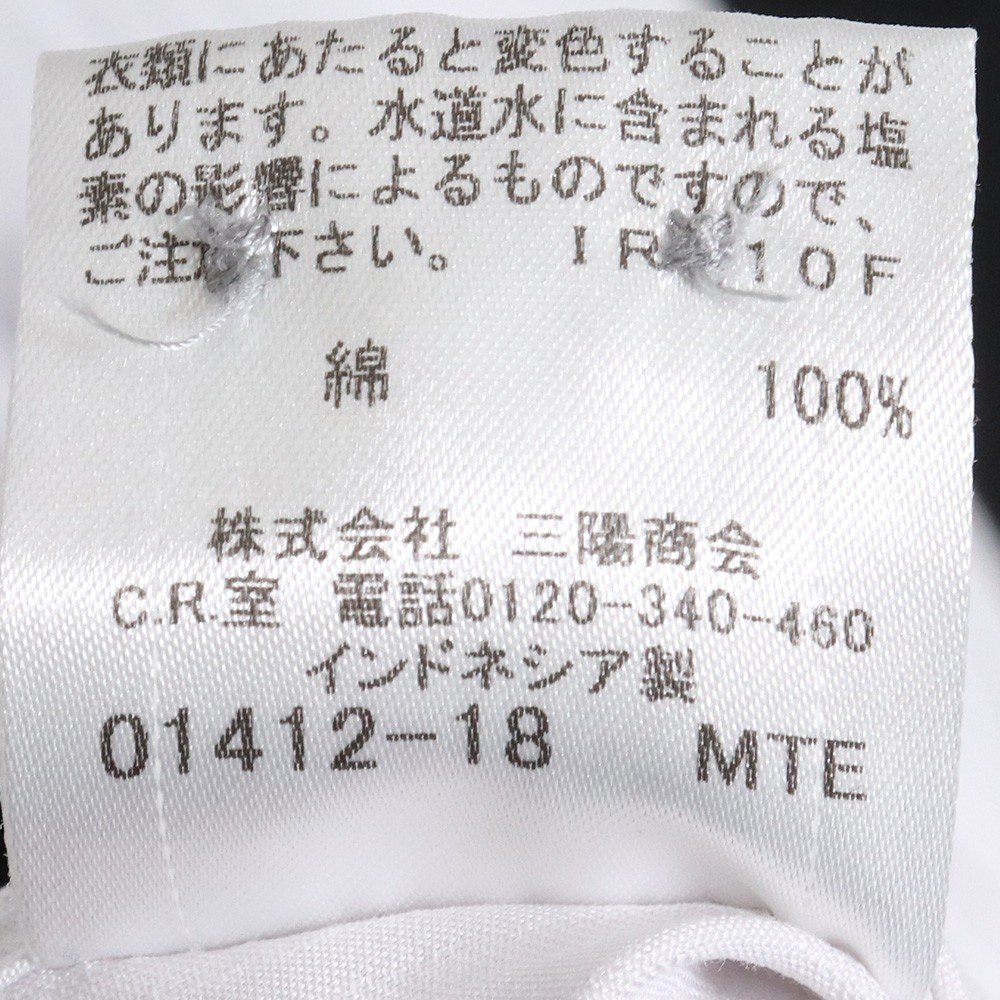 衣類にあたると変色することが
あります。水道水に含まれる塩
素の影響によるものですので、
ご注 下さい。 IR 10F
綿 100%
株式会社 三陽商会
C.R.室 電話0120-340-460
インドネシア製
01412-18 MTE